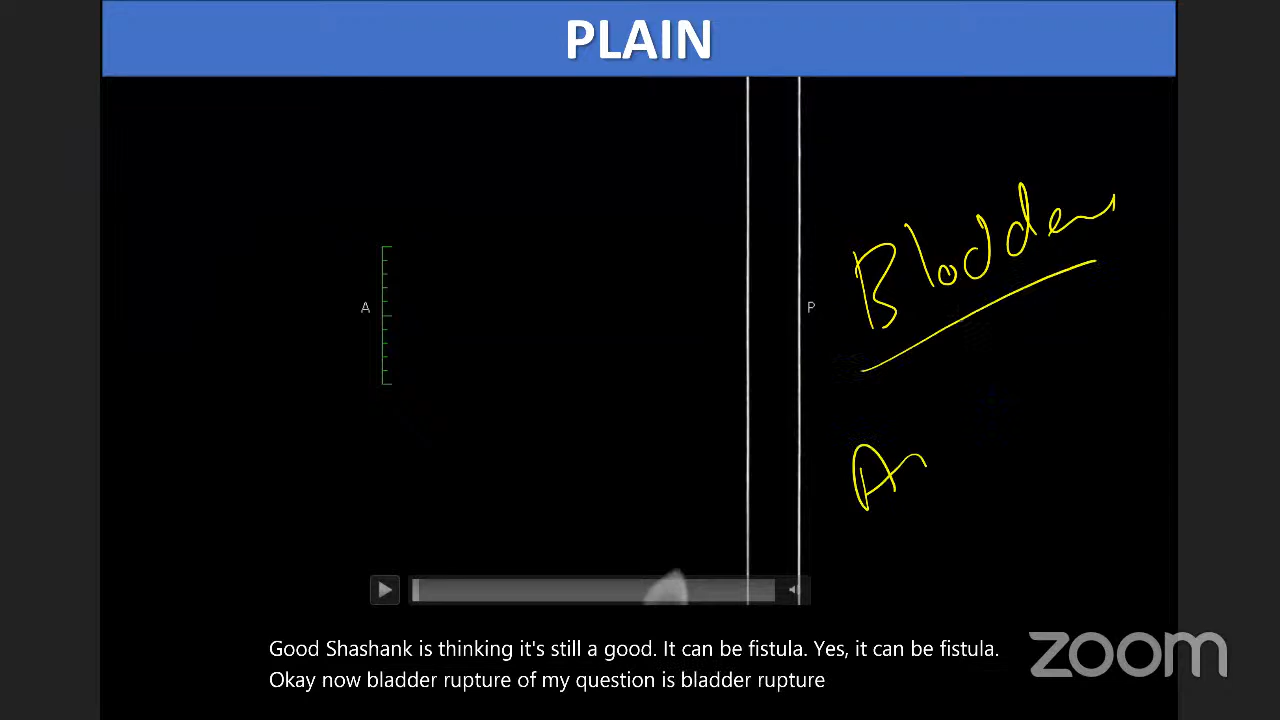 PLAIN
A
P
Bladder
Good Shashank is thinking it's still a good. It can be fistula. Yes, it can be fistula.
Okay now bladder rupture of my question is bladder rupture
zoom